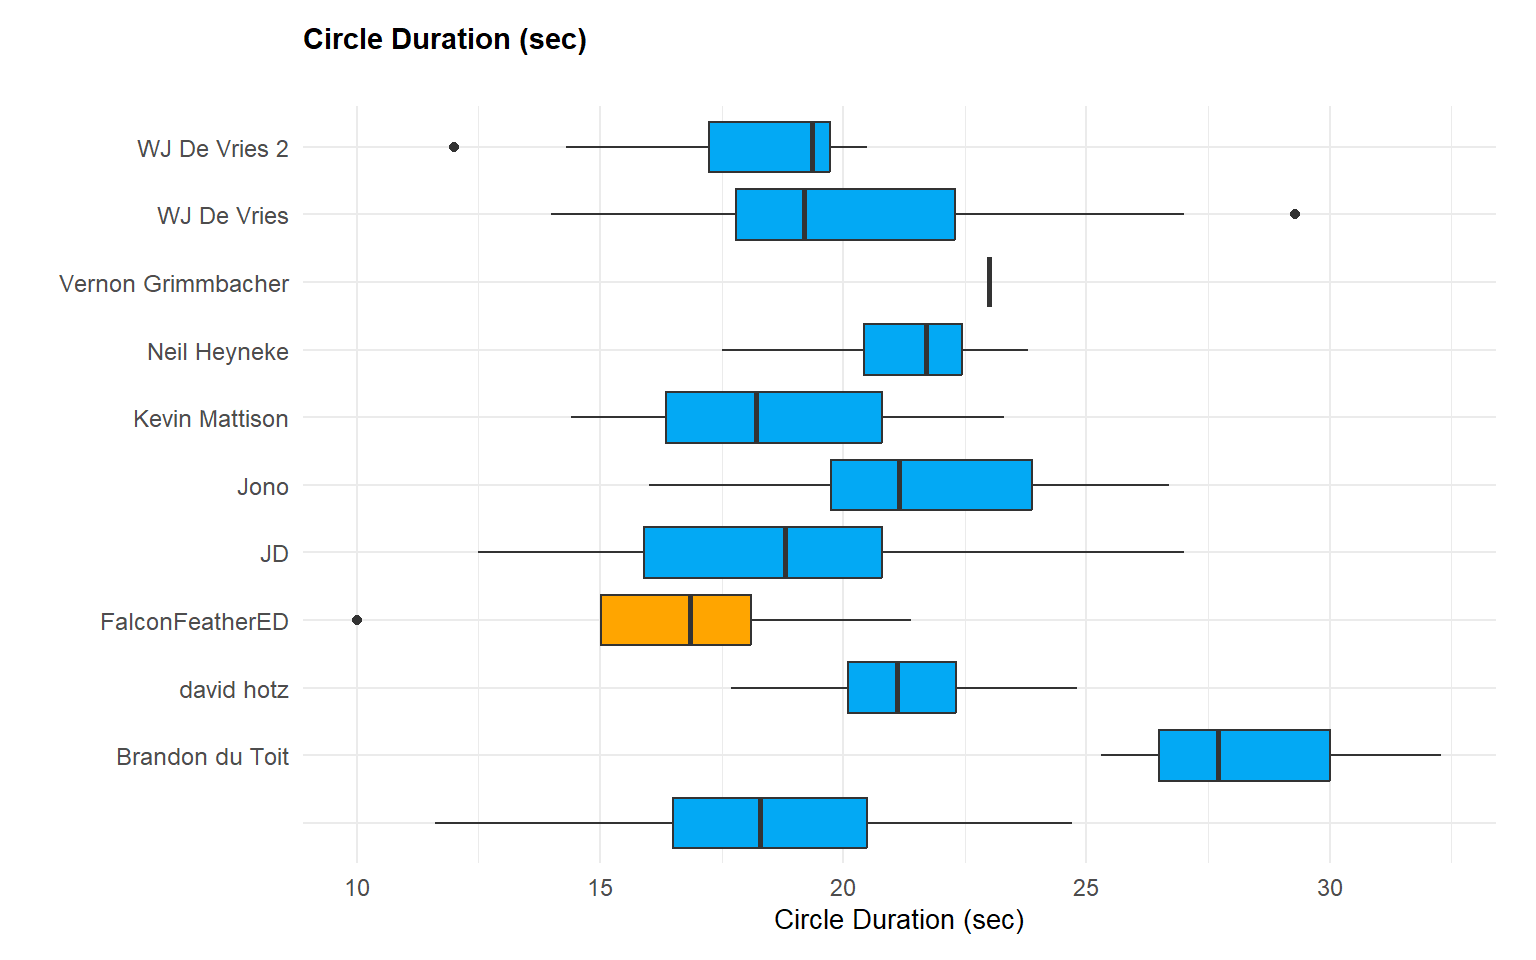 Circle Duration (sec)
WJ De Vries 2
WJ De Vries
Vernon Grimmbacher
Neil Heyneke
Kevin Mattison
Jono
JD
FalconFeatherED
david hotz
Brandon du Toit
10 15 20 25 30
Circle Duration (sec)